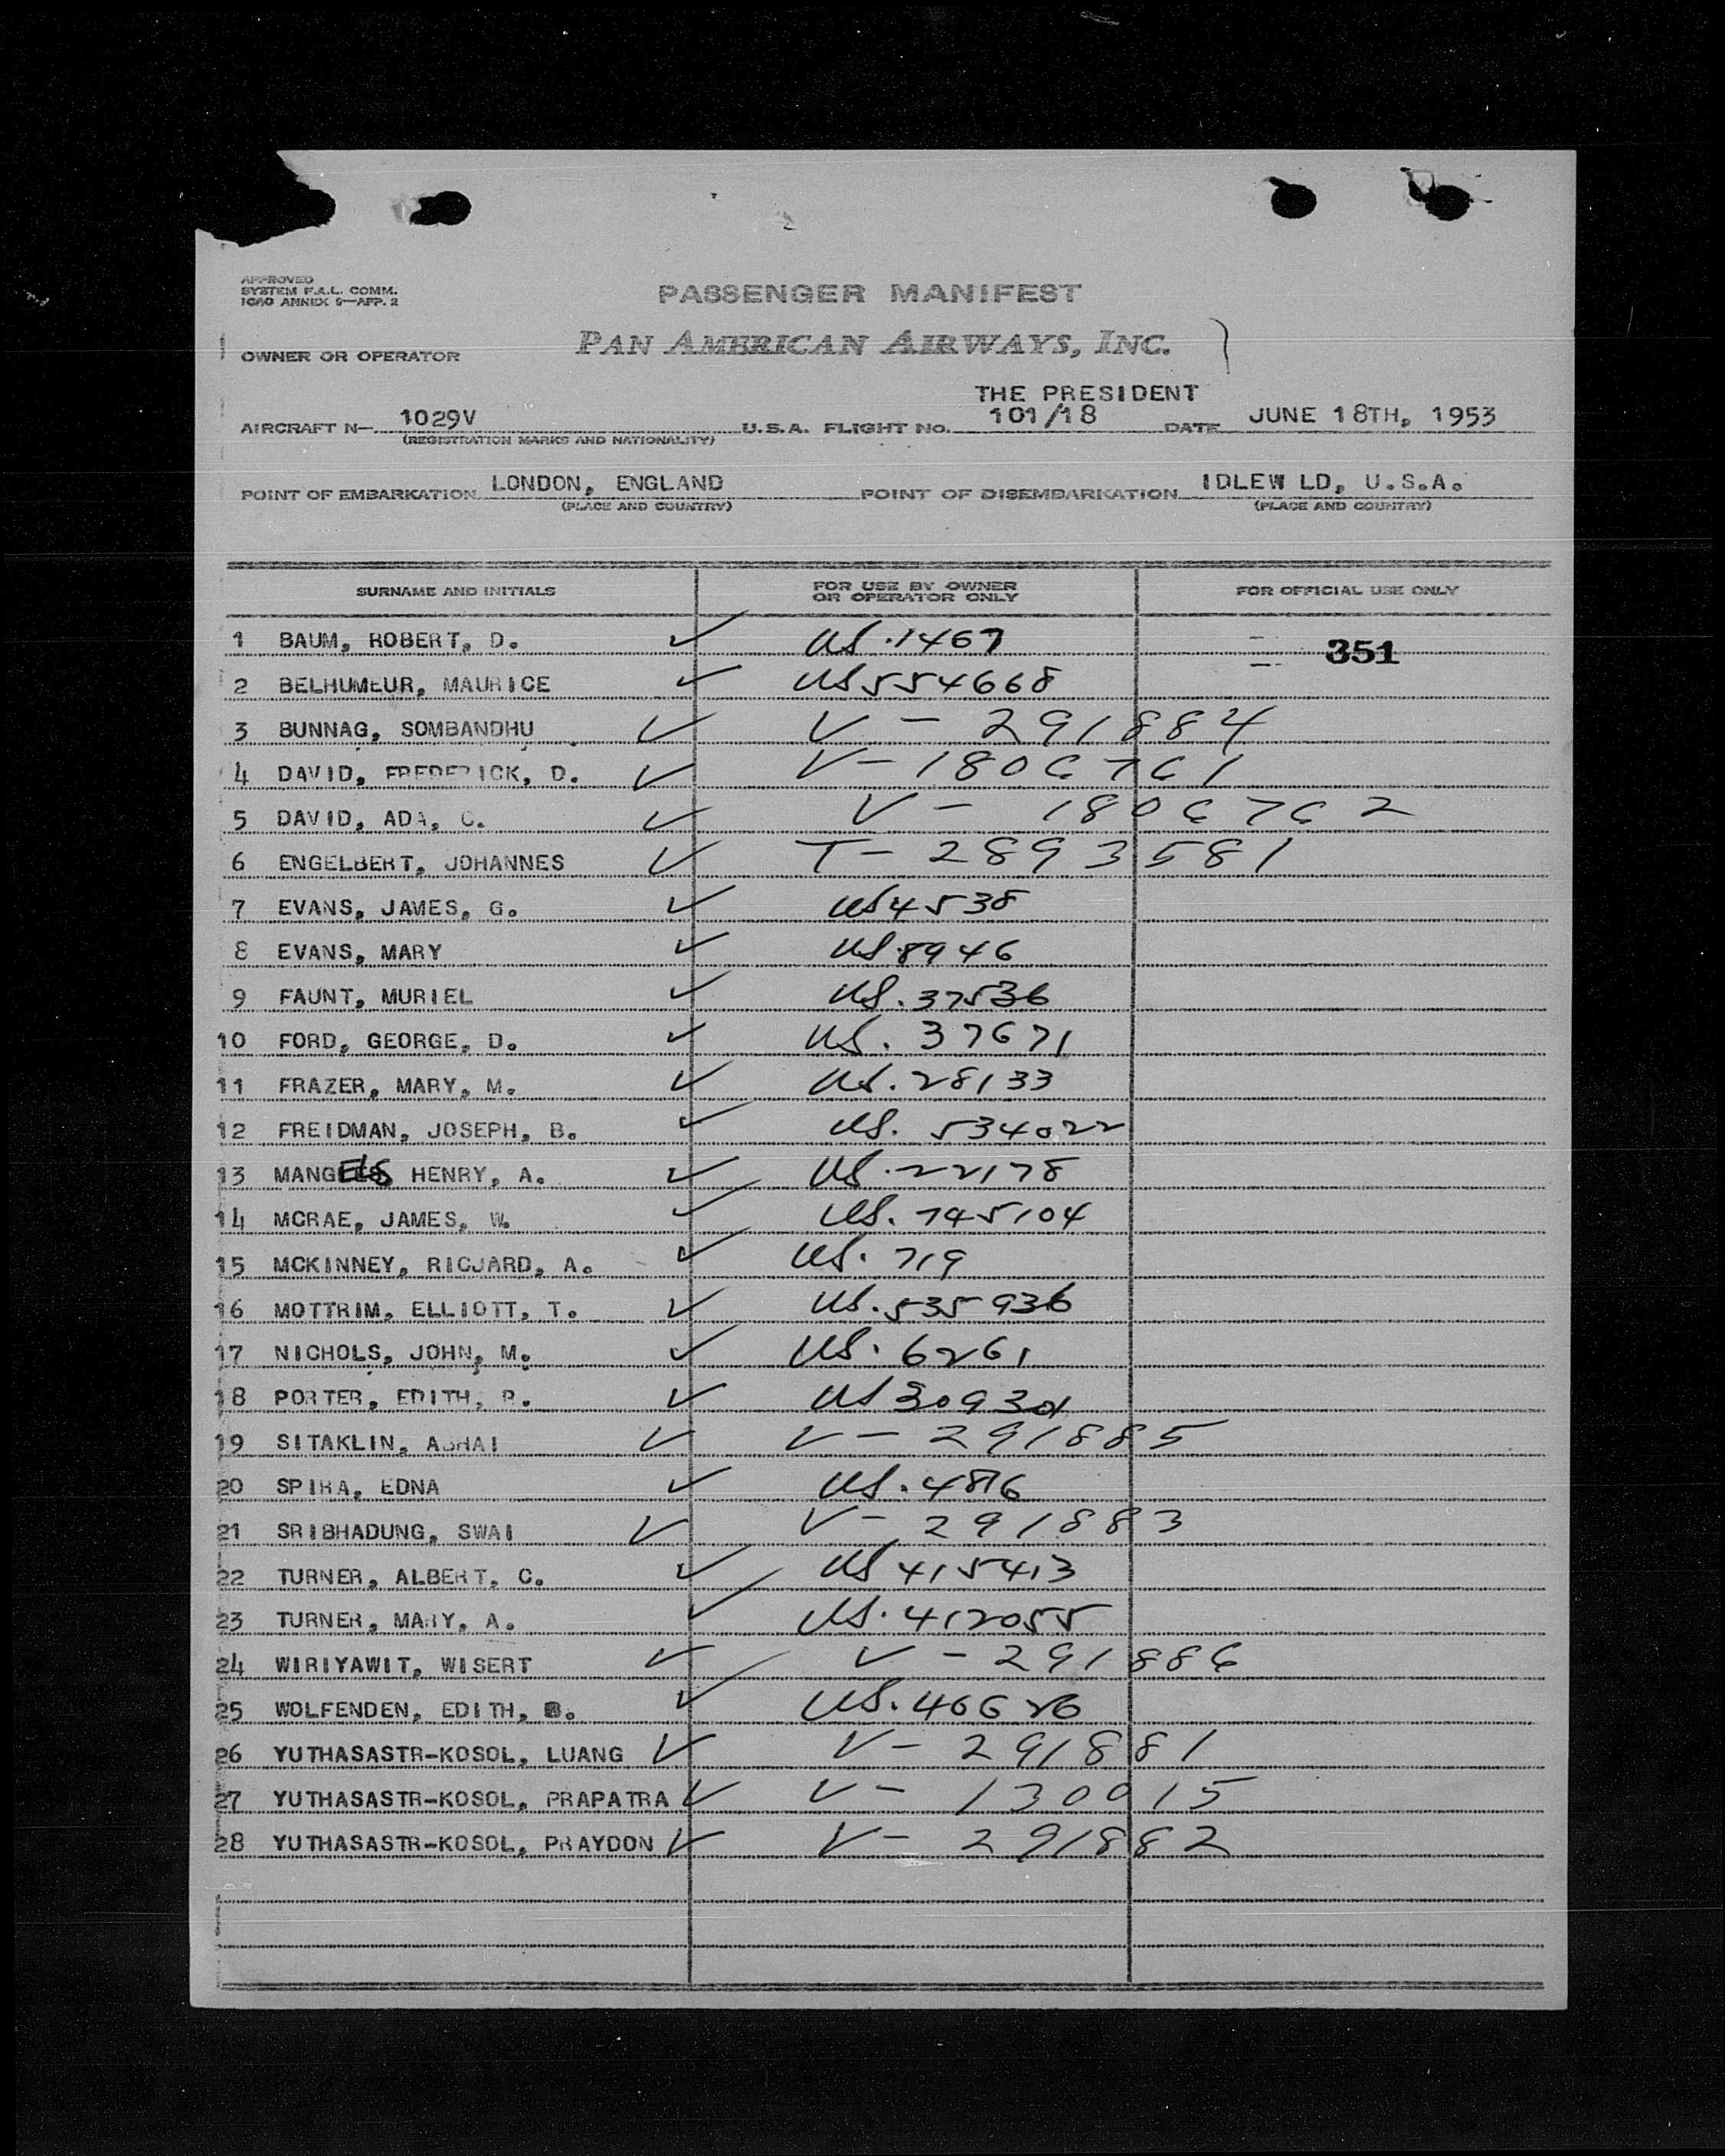 APPROVED
SYSTEM F.A.L. COMM.
ICAO ANNEX 9—APP. 2
PASSENGER MANIFEST
OWNER OR OPERATOR PAN AMERICAN AIRWAYS, INC.
THE PRESIDENT
AIRCRAFT N— 1029V U.S.A. FLIGHT NO. 101/18 DATE JUNE 18TH, 1953
(REGISTRATION MARKS AND NATIONALITY)
POINT OF EMBARKATION LONDON, ENGLAND POINT OF DISEMBARKATION IDLEW LD, U.S.A.
(PLACE AND COUNTRY) (PLACE AND COUNTRY)
SURNAME AND INITIALS FOR USE BY OWNER OR OPERATOR ONLY FOR OFFICIAL USE ONLY
1 BAUM, ROBERT, D. ✓ US.1467 351
2 BELHUMEUR, MAURICE ✓ US554668
3 BUNNAG, SOMBANDHU ✓ V-291884
4 DAVID, FREDERICK, D. ✓ V-1806761
5 DAVID, ADA, C. ✓ V-1806762
6 ENGELBERT, JOHANNES ✓ T-2893581
7 EVANS, JAMES, G. ✓ US4538
8 EVANS, MARY ✓ US.8946
9 FAUNT, MURIEL ✓ US.37536
10 FORD, GEORGE, D. ✓ US.37671
11 FRAZER, MARY, M. ✓ US.28133
12 FREIDMAN, JOSEPH, B. ✓ US.534022
13 MANGELS HENRY, A. ✓ US.22178
14 MCRAE, JAMES, W. ✓ US.745104
15 MCKINNEY, RICJARD, A. ✓ US.719
16 MOTTRIM, ELLIOTT, T. ✓ US.535936
17 NICHOLS, JOHN, M. ✓ US.6261
18 PORTER, EDITH, R. ✓ US309301
19 SITAKLIN, ABHAI ✓ V-291885
20 SPIRA, EDNA ✓ US.4816
21 SRIBHADUNG, SWAI ✓ V-291883
22 TURNER, ALBERT, C. ✓ US415413
23 TURNER, MARY, A. ✓ US.412055
24 WIRIYAWIT, WISERT ✓ V-291886
25 WOLFENDEN, EDITH, B. ✓ US.46626
26 YUTHASASTR-KOSOL, LUANG ✓ V-291881
27 YUTHASASTR-KOSOL, PRAPATRA ✓ V-130015
28 YUTHASASTR-KOSOL, PRAYDON ✓ V-291882